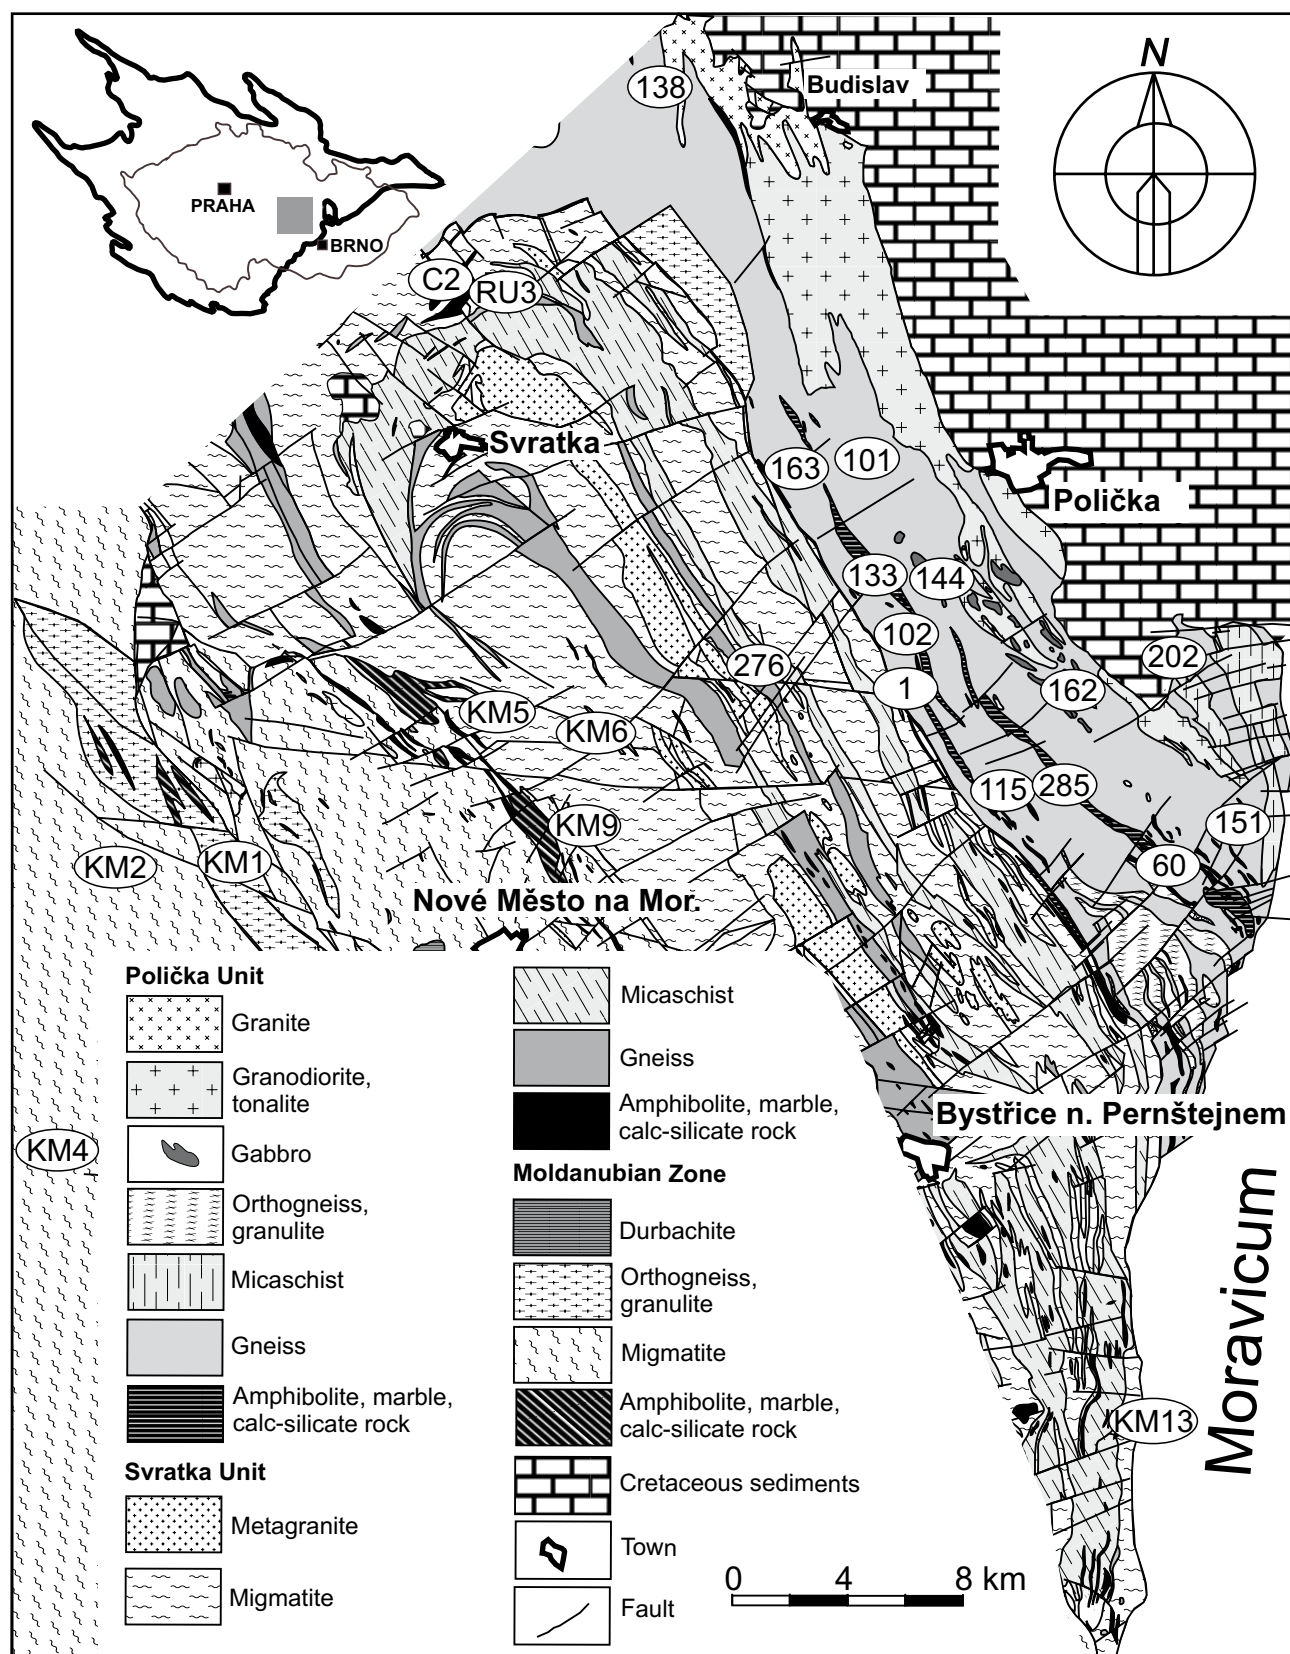 N
138
Budislav
PRAHA
BRNO
C2
RU3
Svratka
163
101
Polička
133
144
102
276
202
1
162
KM5
KM6
115
285
KM9
151
KM2
KM1
60
Nové Město na Mor.
Polička Unit
Granite
Granodiorite,
tonalite
Gabbro
Orthogneiss,
granulite
Micaschist
Gneiss
Amphibolite, marble,
calc-silicate rock
Svratka Unit
Metagranite
Migmatite
Micaschist
Gneiss
Amphibolite, marble,
calc-silicate rock
Moldanubian Zone
Durbachite
Orthogneiss,
granulite
Migmatite
Amphibolite, marble,
calc-silicate rock
Cretaceous sediments
Town
Fault
Bystřice n. Pernštejnem
KM4
Moravicum
KM13
0 4 8 km